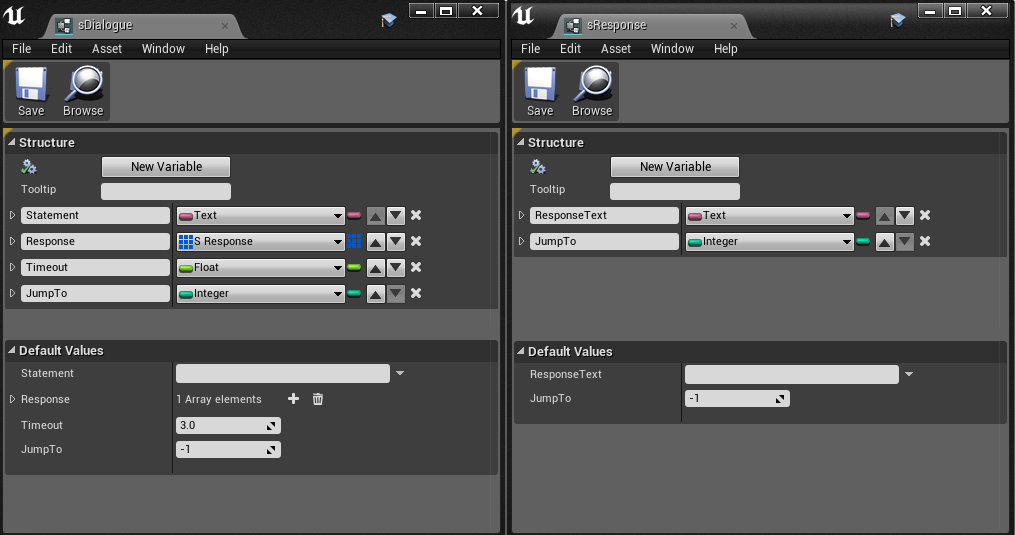 sDialogue
File Edit Asset Window Help
Save Browse
Structure
New Variable
Tooltip
Statement Text
Response S Response
Timeout Float
JumpTo Integer
Default Values
Statement
Response 1 Array elements
Timeout 3.0
JumpTo -1
sResponse
File Edit Asset Window Help
Save Browse
Structure
New Variable
Tooltip
ResponseText Text
JumpTo Integer
Default Values
ResponseText
JumpTo -1